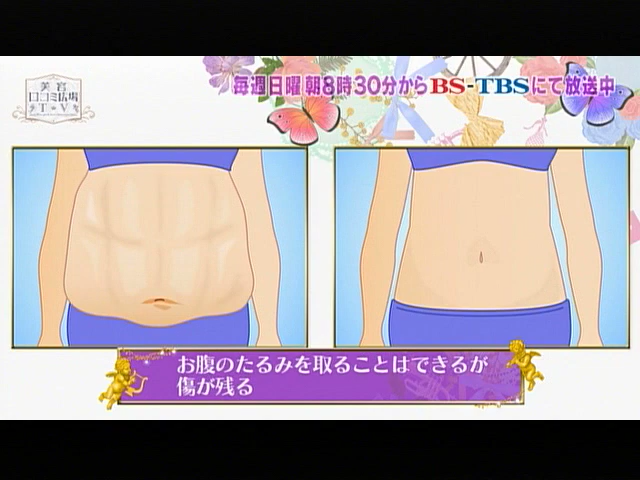 美容
口コミ広場
TV
毎週日曜 朝8時30分からBS-TBSにて放送中
お腹のたるみを取ることはできるが
傷が残る